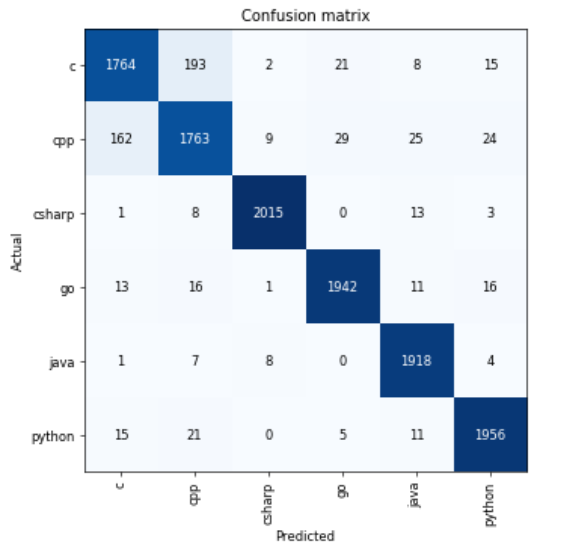 Confusion matrix
Actual
c 1764 193 2 21 8 15
cpp 162 1763 9 29 25 24
csharp 1 8 2015 0 13 3
go 13 16 1 1942 11 16
java 1 7 8 0 1918 4
python 15 21 0 5 11 1956
c cpp csharp go java python
Predicted